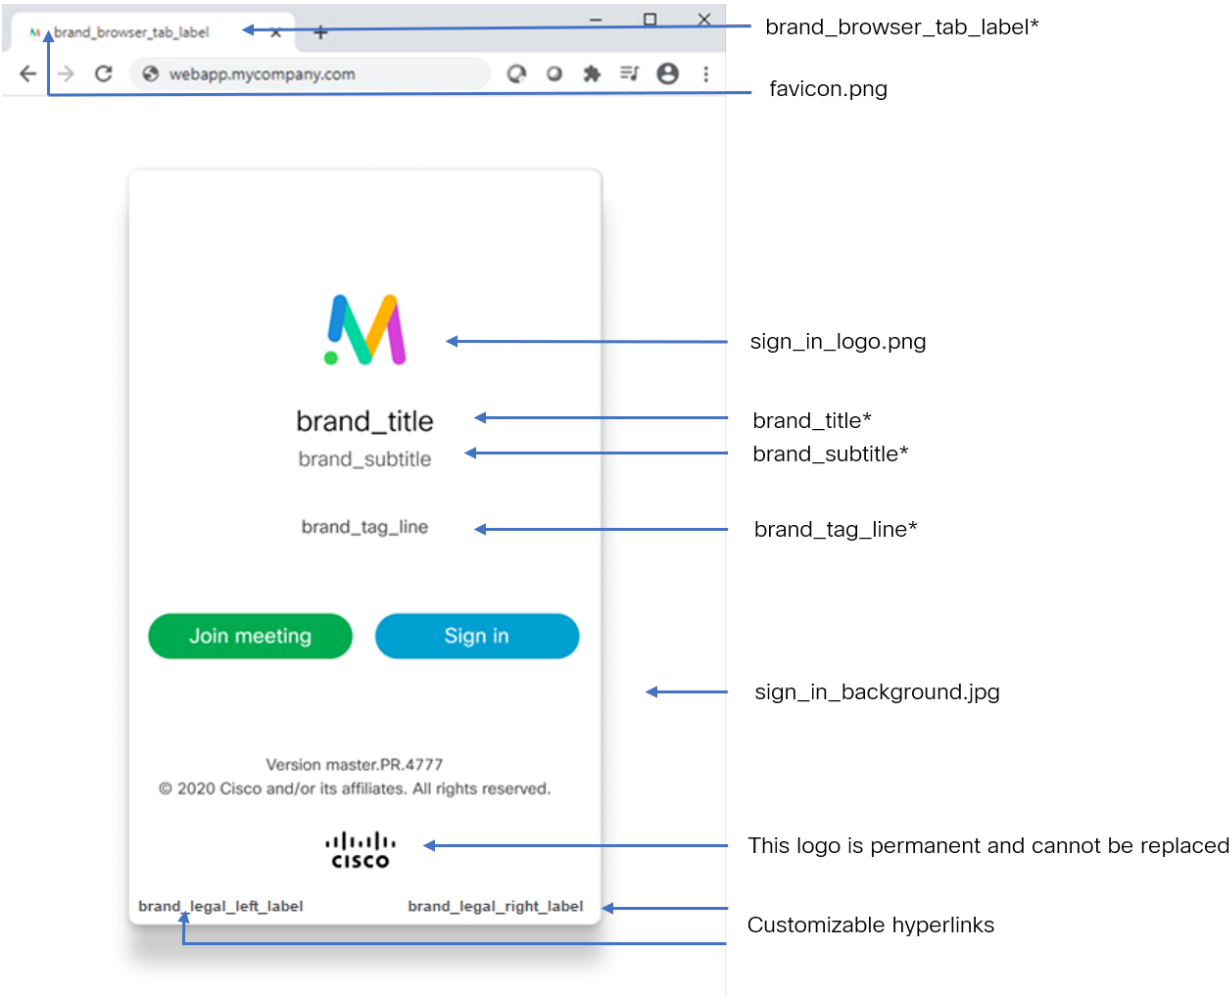 brand_browser_tab_label
brand_browser_tab_label*
webapp.mycompany.com
favicon.png
sign_in_logo.png
brand_title
brand_title*
brand_subtitle
brand_subtitle*
brand_tag_line
brand_tag_line*
Join meeting
Sign in
sign_in_background.jpg
Version master.PR.4777
© 2020 Cisco and/or its affiliates. All rights reserved.
CISCO
This logo is permanent and cannot be replaced
brand_legal_left_label
brand_legal_right_label
Customizable hyperlinks